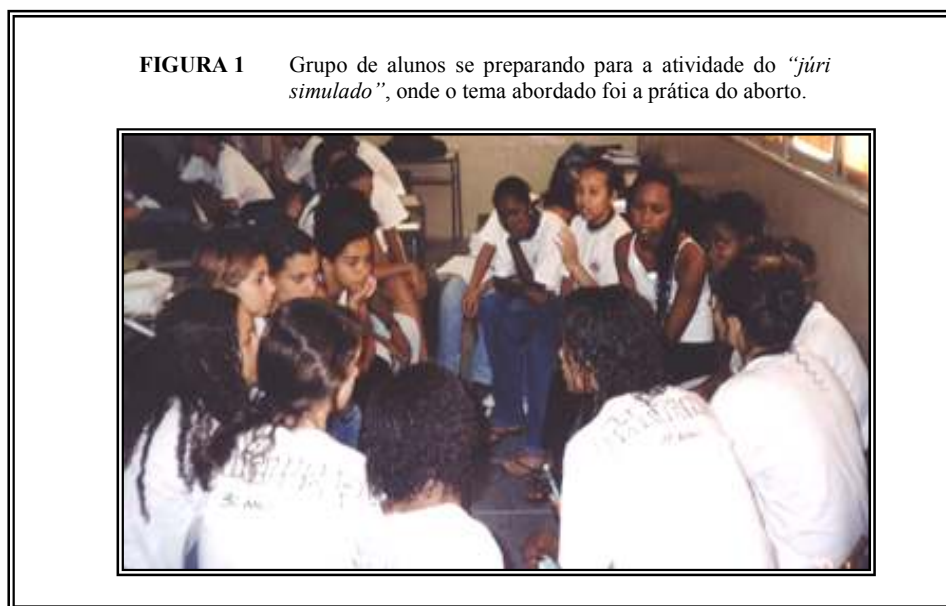 FIGURA 1 Grupo de alunos se preparando para a atividade do “júri
simulado”, onde o tema abordado foi a prática do aborto.